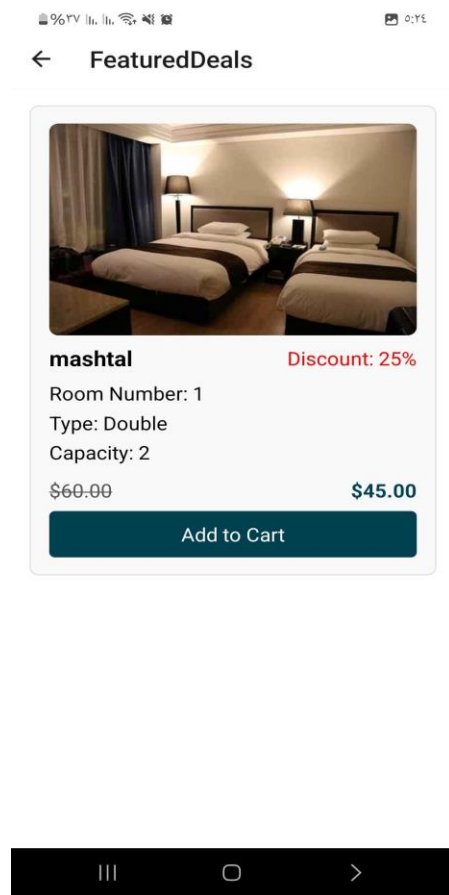 %٣٧ ٥:٢٤
FeaturedDeals
mashtal Discount: 25%
Room Number: 1
Type: Double
Capacity: 2
$60.00 $45.00
Add to Cart